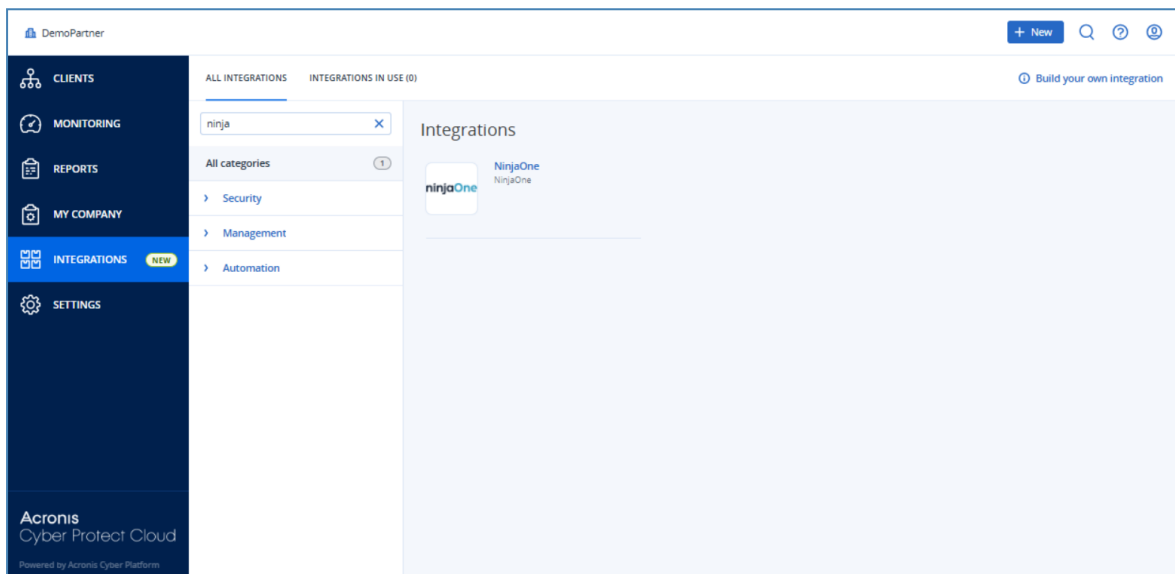 DemoPartner
+ New
CLIENTS
MONITORING
REPORTS
MY COMPANY
INTEGRATIONS NEW
SETTINGS
Acronis
Cyber Protect Cloud
Powered by Acronis Cyber Platform
ALL INTEGRATIONS INTEGRATIONS IN USE (0)
Build your own integration
ninja
All categories 1
Security
Management
Automation
Integrations
ninjaOne
NinjaOne
NinjaOne